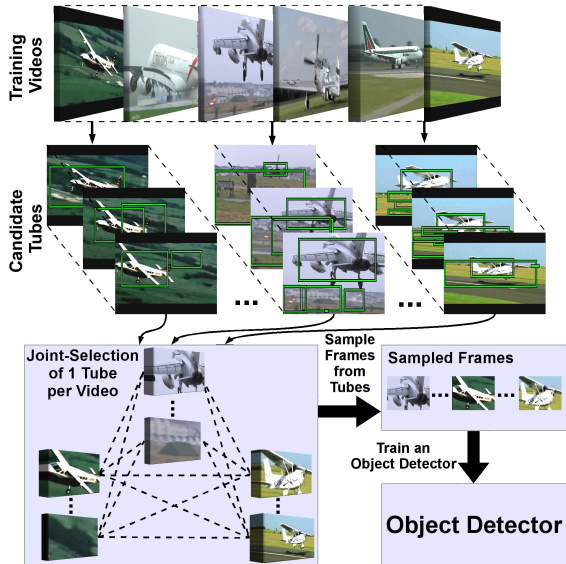 Training
Videos
Candidate
Tubes
...
...
Joint-Selection
of 1 Tube
per Video
Sample
Frames
from
Tubes
Sampled Frames
Train an
Object Detector
Object Detector